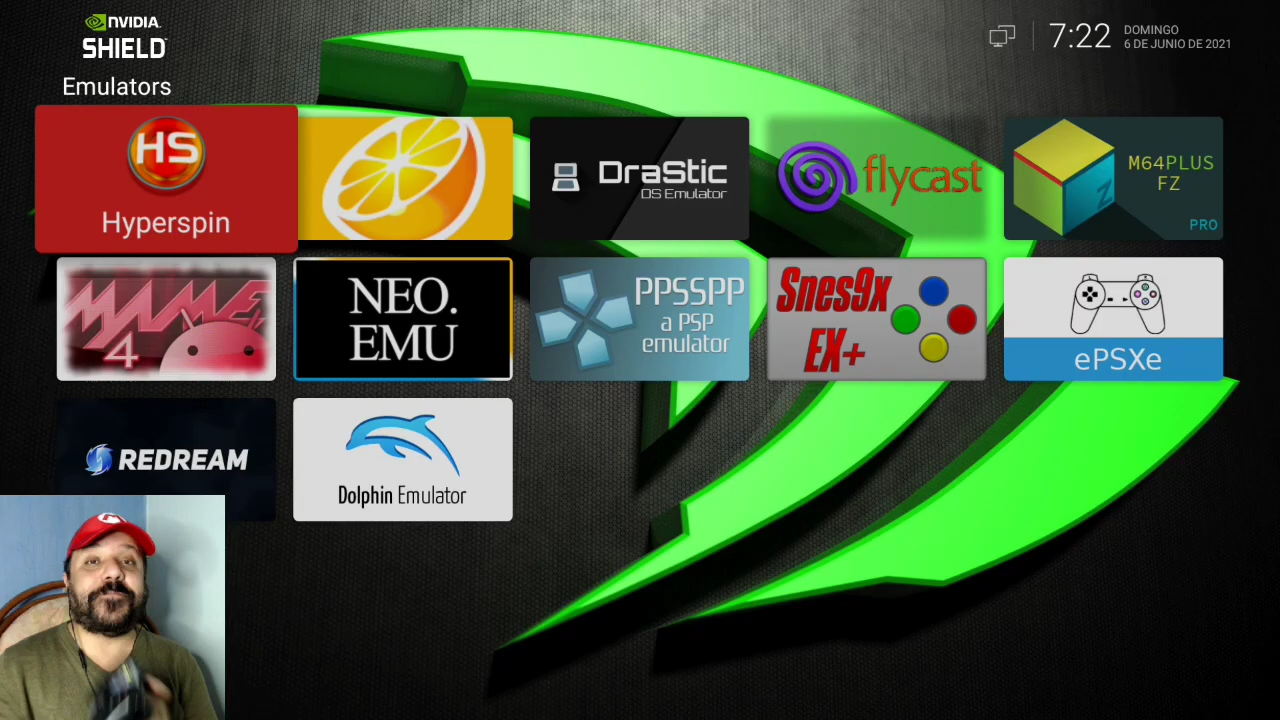 NVIDIA.
SHIELD
7:22
DOMINGO
6 DE JUNIO DE 2021
Emulators
HS
Hyperspin
DraStic
DS Emulator
flycast
M64PLUS
FZ
PRO
Z
MAME
4
NEO.
EMU
PPSSPP
a PSP
emulator
Snes9x
EX+
ePSXe
REDREAM
Dolphin Emulator
M